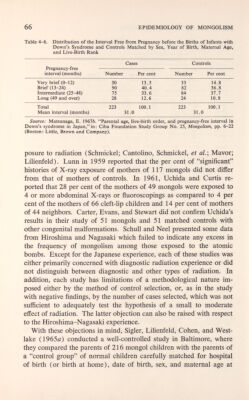 66 EPIDEMIOLOGY OF MONGOLISM
Table 4-6. Distribution of the Interval Free from Pregnancy before the Births of Infants with
Down's Syndrome and Controls Matched by Sex, Year of Birth, Maternal Age,
and Live-Birth Rank
Cases Controls
Pregnancy-free
interval (months) Number Per cent Number Per cent
Very brief (0-12) 30 13.5 33 14.8
Brief (13-24) 90 40.4 82 36.8
Intermediate (25-48) 75 33.6 84 37.7
Long (49 and over) 28 12.6 24 10.8
Total 223 100.1 223 100.1
Mean interval (months) 31.0 31.0
Source: Matsunaga, E. 1967b. "Parental age, live-birth order, and pregnancy-free interval in
Down's syndrome in Japan," in: Ciba Foundation Study Group No. 25, Mongolism, pp. 6-22
(Boston: Little, Brown and Company).
posure to radiation (Schmickel; Cantolino, Schmickel, et al.; Mavor;
Lilienfeld). Lunn in 1959 reported that the per cent of "significant"
histories of X-ray exposure of mothers of 117 mongols did not differ
from that of mothers of controls. In 1961, Uchida and Curtis re-
ported that 28 per cent of the mothers of 49 mongols were exposed to
4 or more abdominal X-rays or fluoroscopings as compared to 4 per
cent of the mothers of 66 cleft-lip children and 14 per cent of mothers
of 44 neighbors. Carter, Evans, and Stewart did not confirm Uchida's
results in their study of 51 mongols and 51 matched controls with
other congenital malformations. Schull and Neel presented some data
from Hiroshima and Nagasaki which failed to indicate any excess in
the frequency of mongolism among those exposed to the atomic
bombs. Except for the Japanese experience, each of these studies was
either primarily concerned with diagnostic radiation experience or did
not distinguish between diagnostic and other types of radiation. In
addition, each study has limitations of a methodological nature im-
posed either by the method of control selection, or, as in the study
with negative findings, by the number of cases selected, which was not
sufficient to adequately test the hypothesis of a small to moderate
effect of radiation. The latter objection can also be raised with respect
to the Hiroshima-Nagasaki experience.
With these objections in mind, Sigler, Lilienfeld, Cohen, and West-
lake (1965a) conducted a well-controlled study in Baltimore, where
they compared the parents of 216 mongol children with the parents of
a "control group" of normal children carefully matched for hospital
of birth (or birth at home), date of birth, sex, and maternal age at